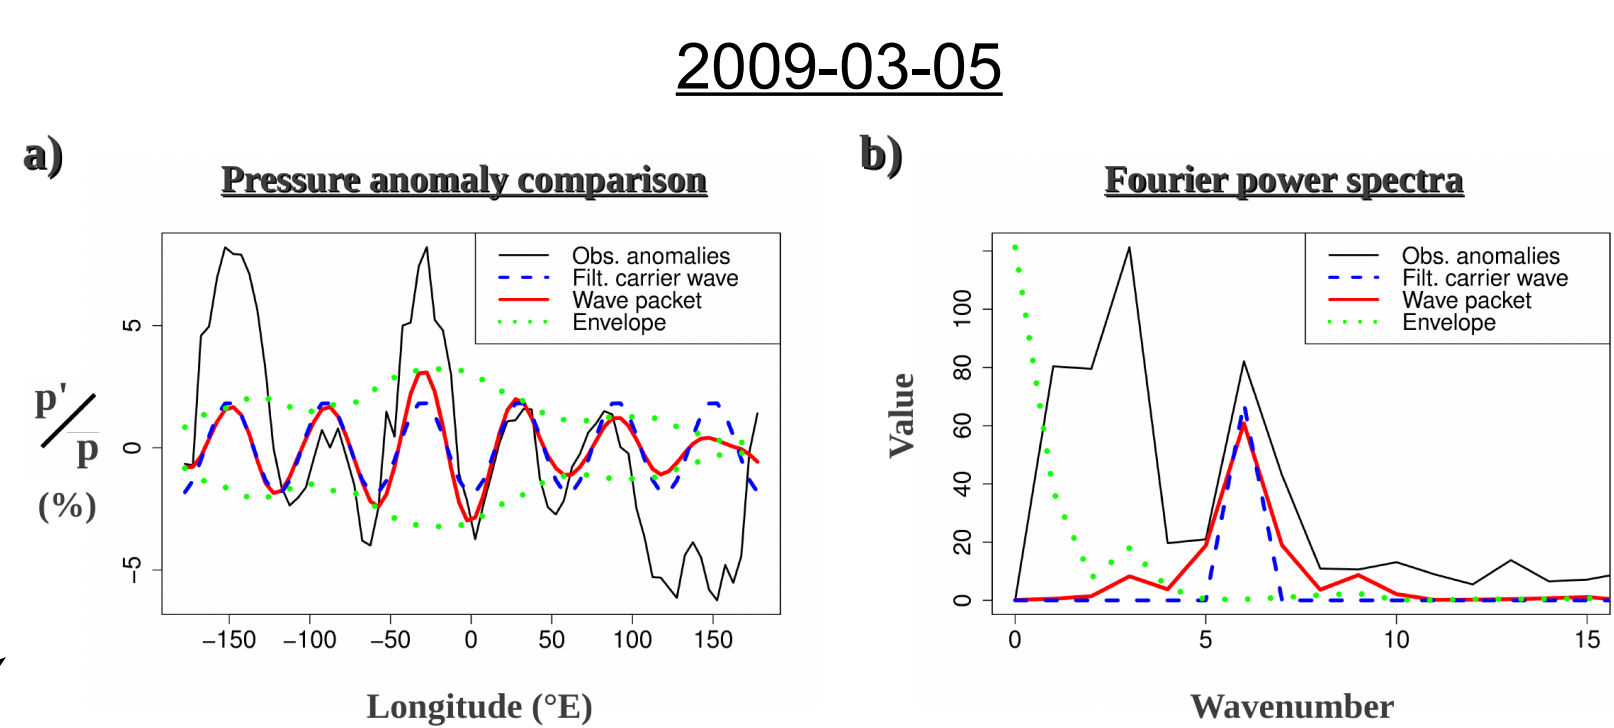 2009-03-05
a)
Pressure anomaly comparison
Obs. anomalies
Filt. carrier wave
Wave packet
Envelope
p'
p
(%)
5
0
−5
−150 −100 −50 0 50 100 150
Longitude (°E)
b)
Fourier power spectra
Obs. anomalies
Filt. carrier wave
Wave packet
Envelope
Value
100
80
60
40
20
0
0 5 10 15
Wavenumber